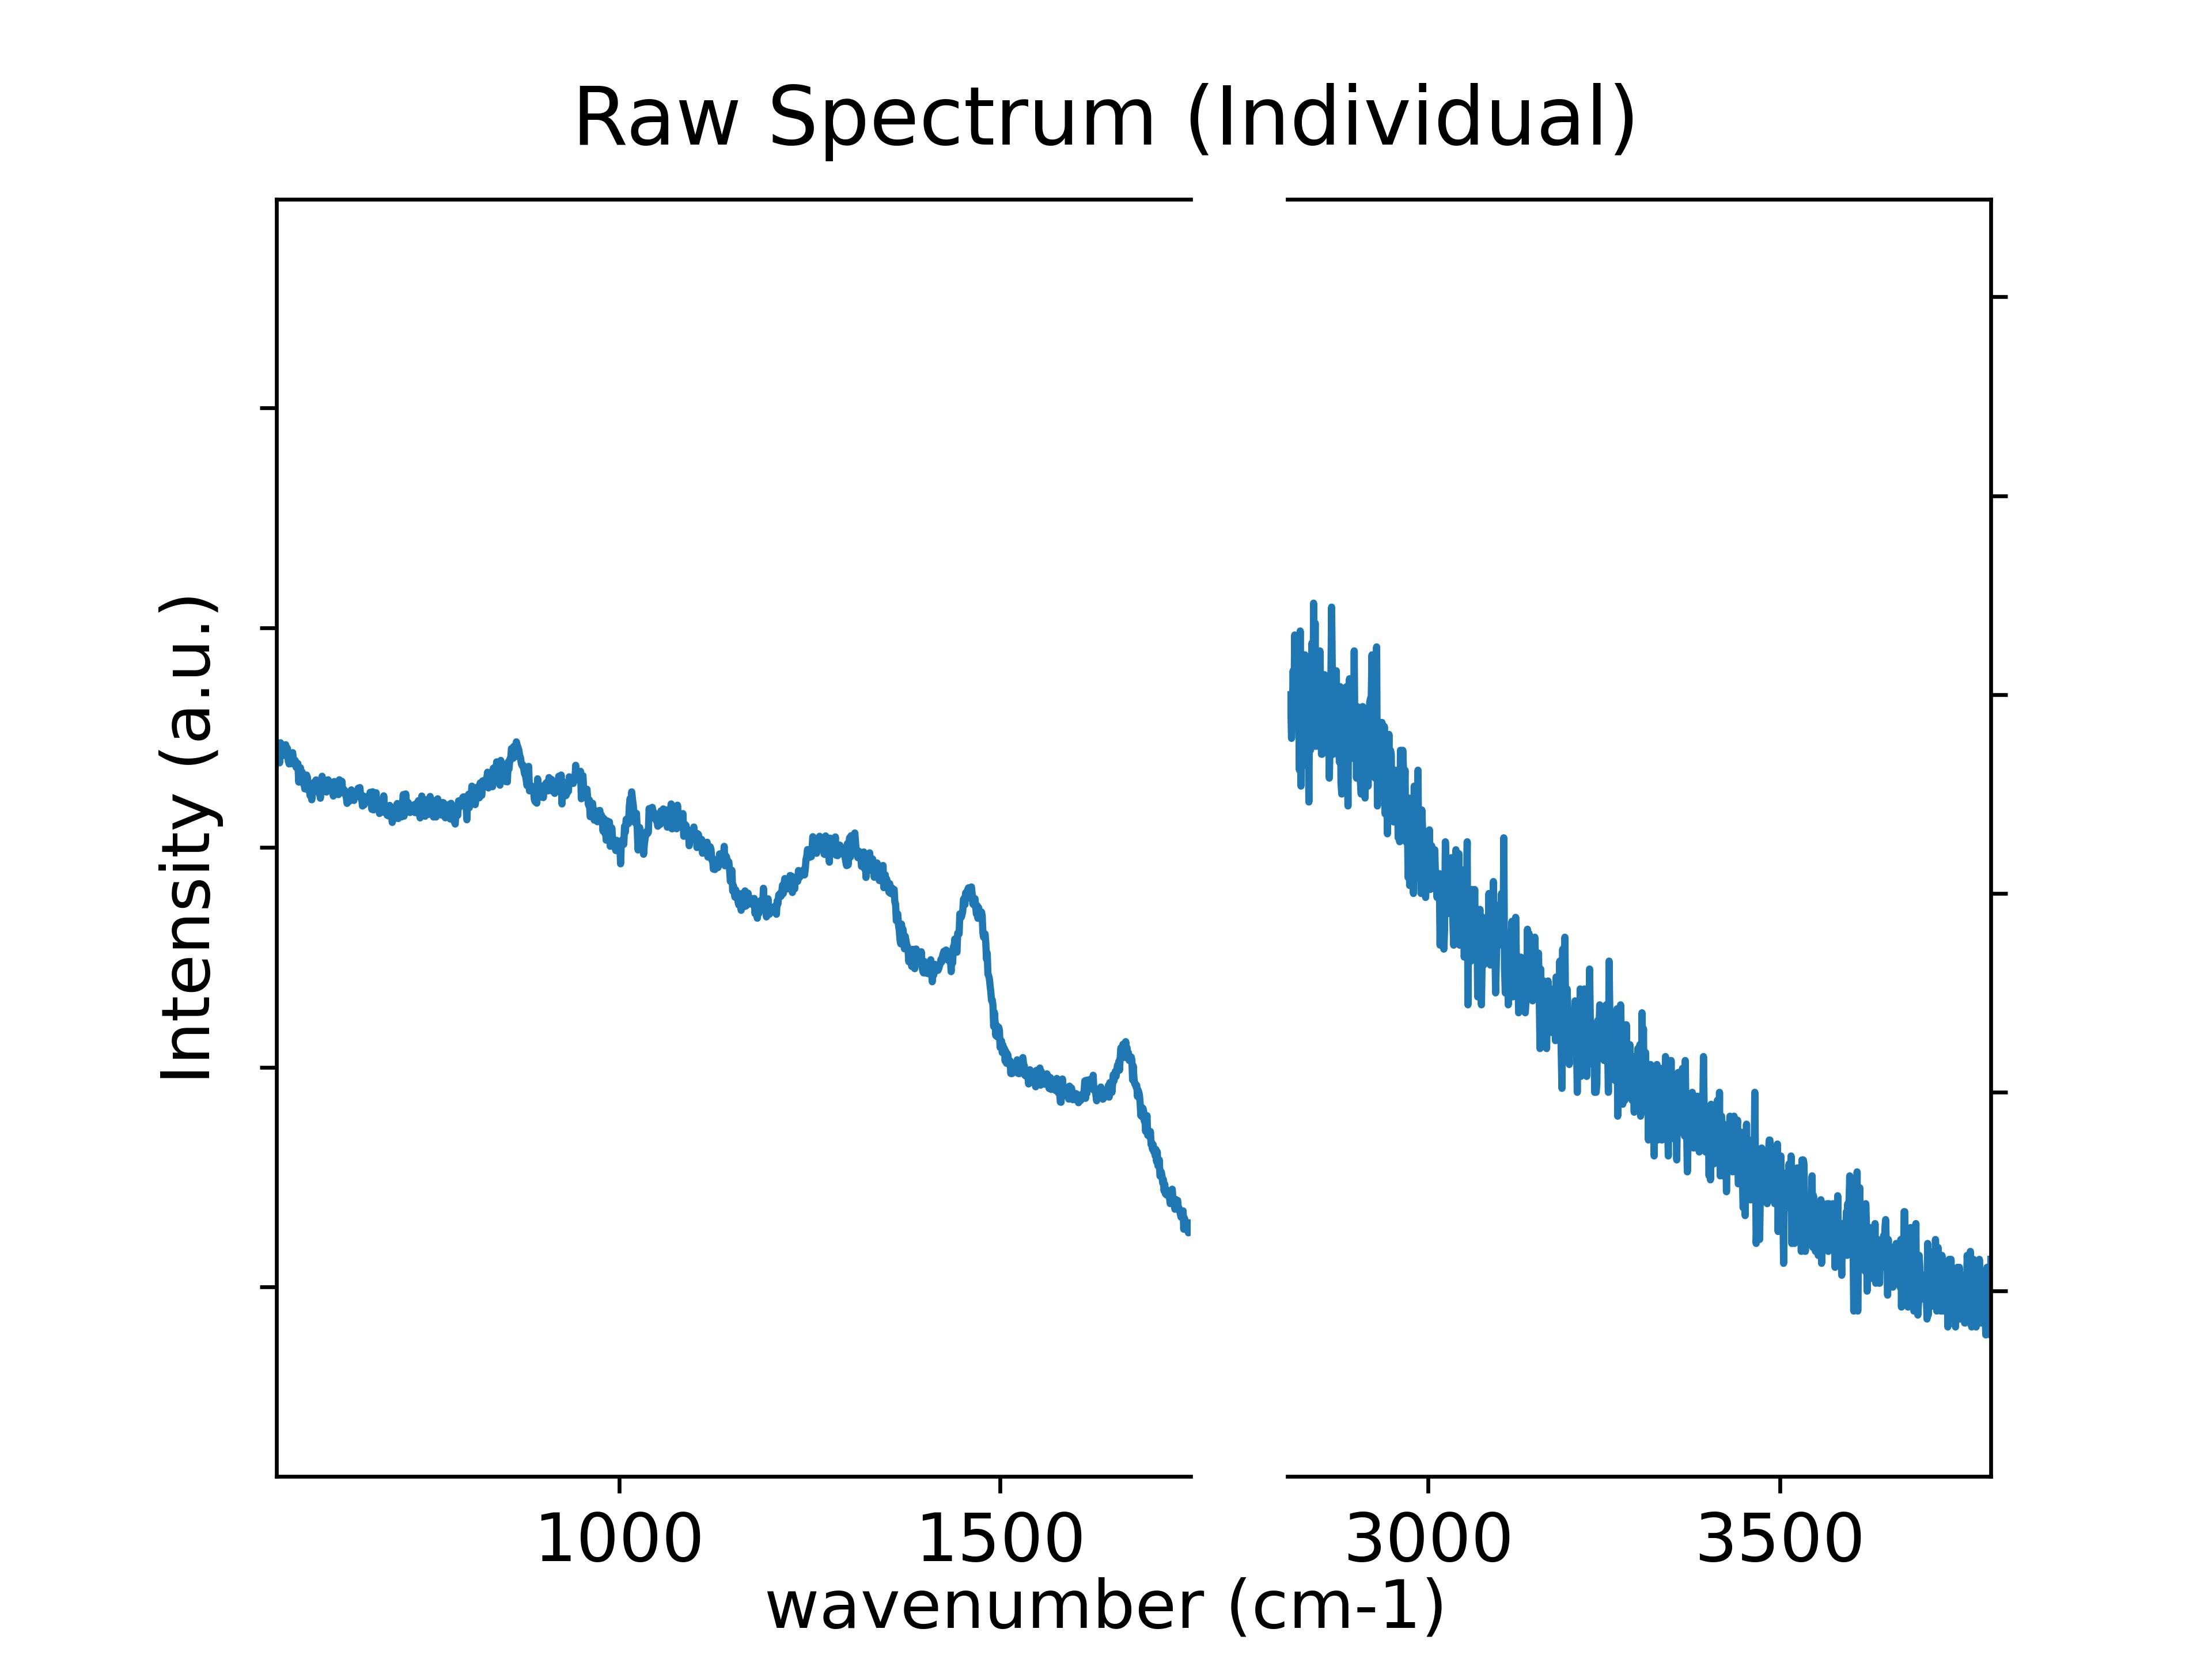 Raw Spectrum (Individual)
Intensity (a.u.)
1000 1500 3000 3500
wavenumber (cm-1)